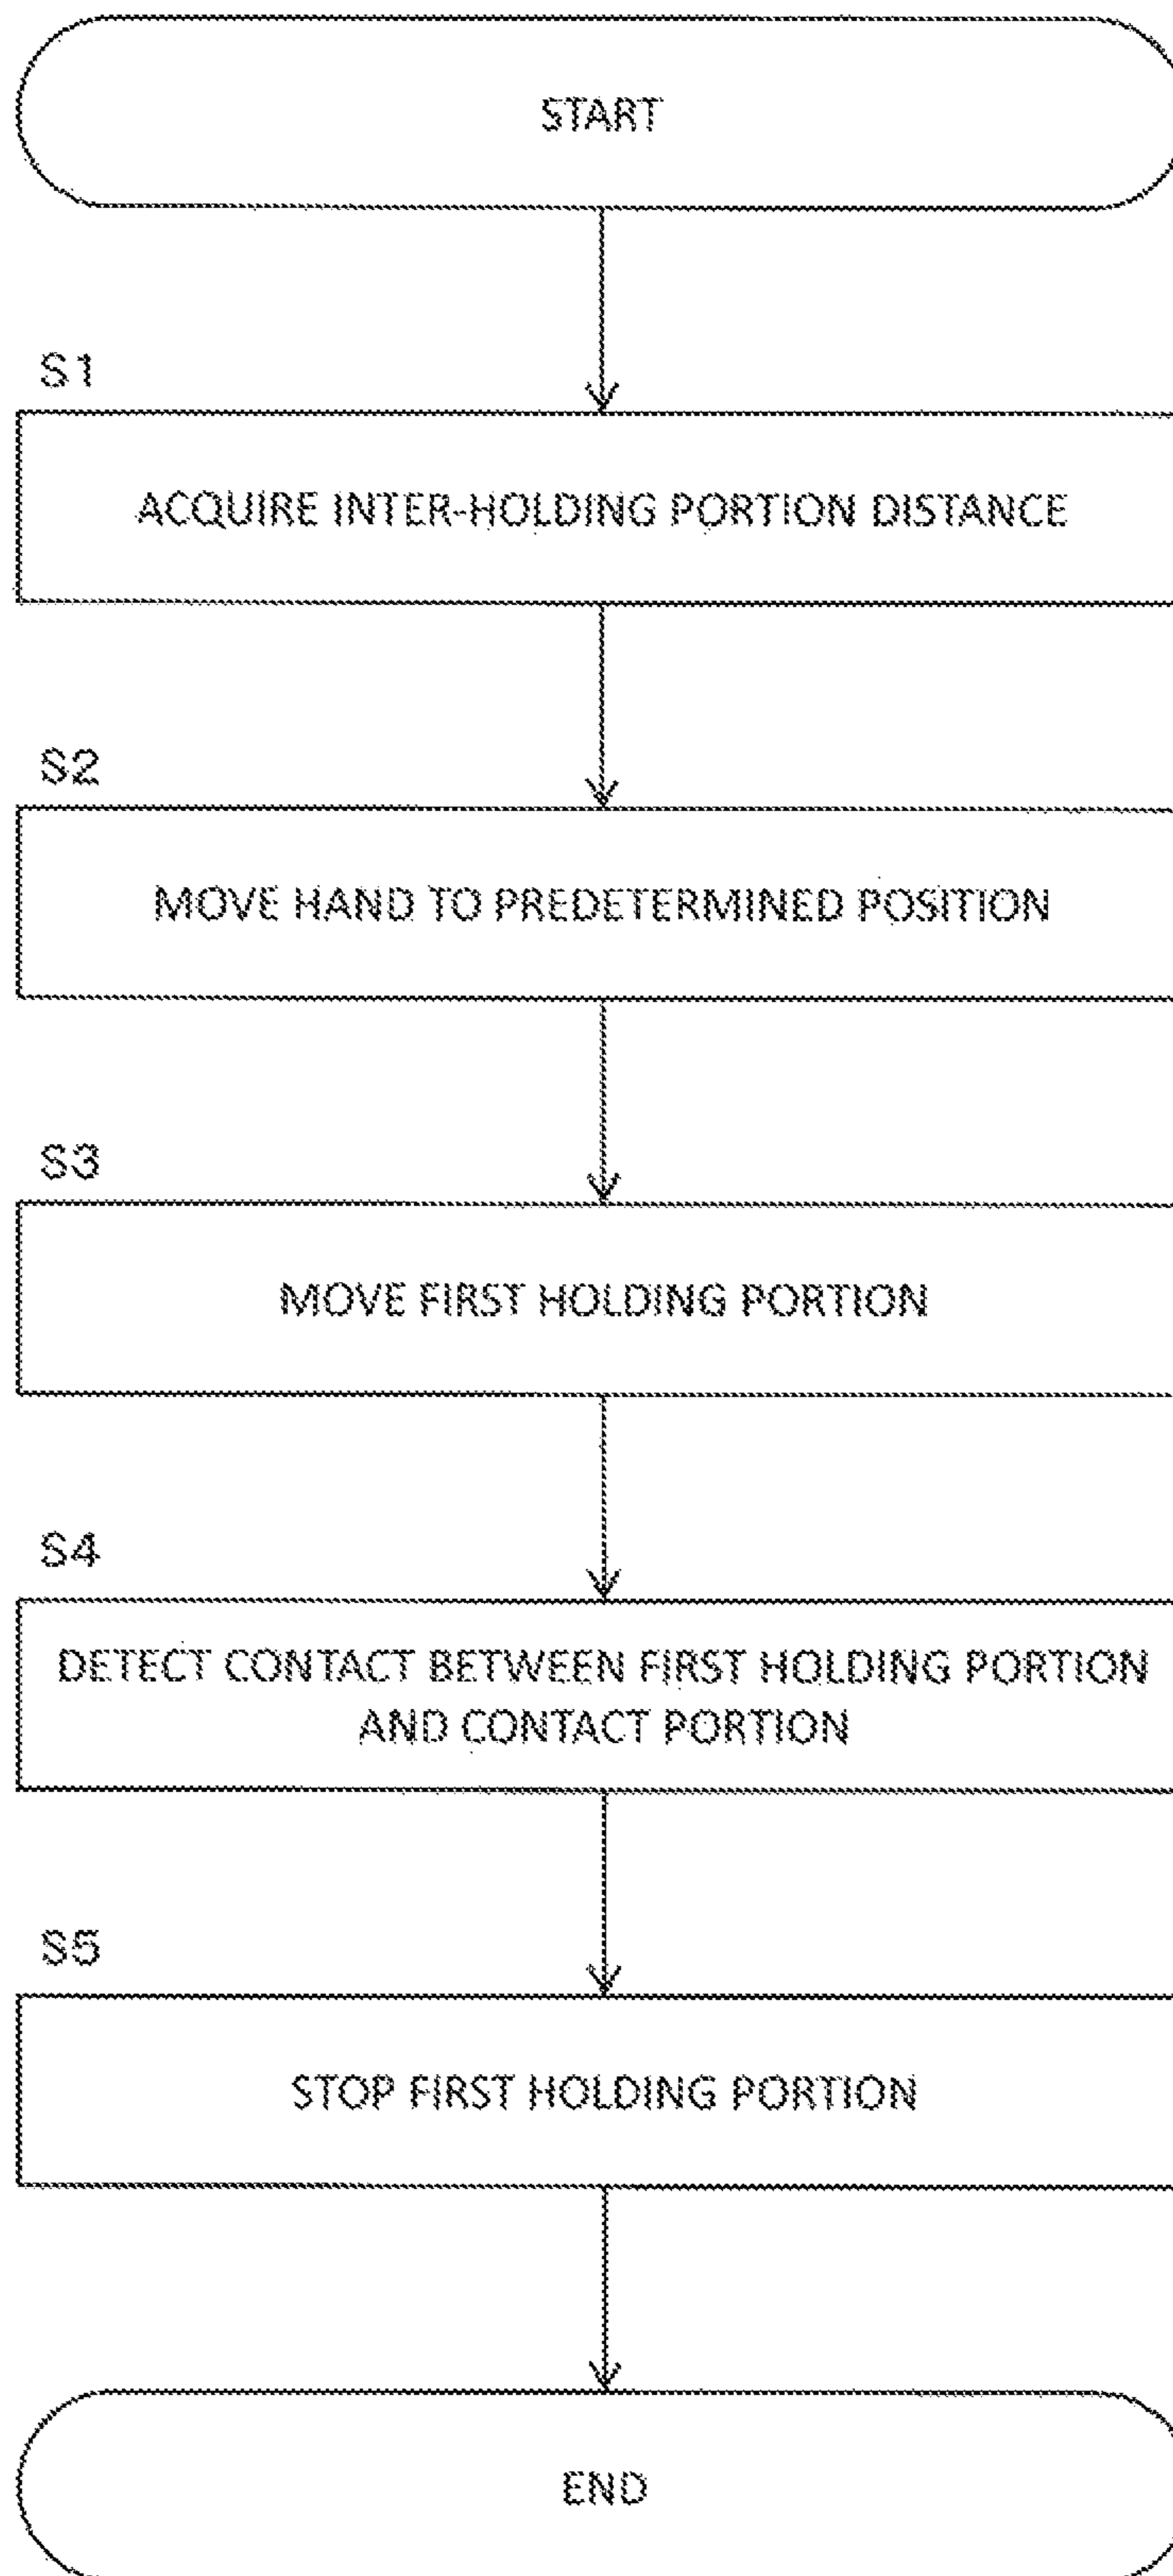 START
S1
ACQUIRE INTER-HOLDING PORTION DISTANCE
S2
MOVE HAND TO PREDETERMINED POSITION
S3
MOVE FIRST HOLDING PORTION
S4
DETECT CONTACT BETWEEN FIRST HOLDING PORTION
AND CONTACT PORTION
S5
STOP FIRST HOLDING PORTION
END